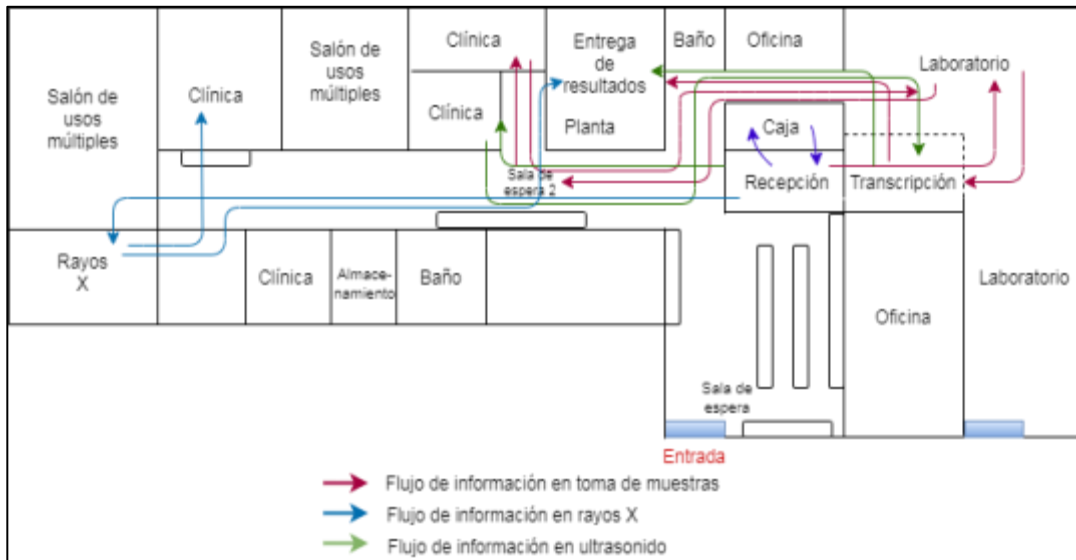 Salón de
usos
múltiples
Clínica
Salón de
usos
múltiples
Clínica
Clínica
Entrega
de
resultados
Planta
Baño
Oficina
Laboratorio
Caja
Recepción
Transcripción
Sala de
espera 2
Rayos
X
Clínica
Almace-
namiento
Baño
Oficina
Laboratorio
Sala de
espera
Entrada
Flujo de información en toma de muestras
Flujo de información en rayos X
Flujo de información en ultrasonido